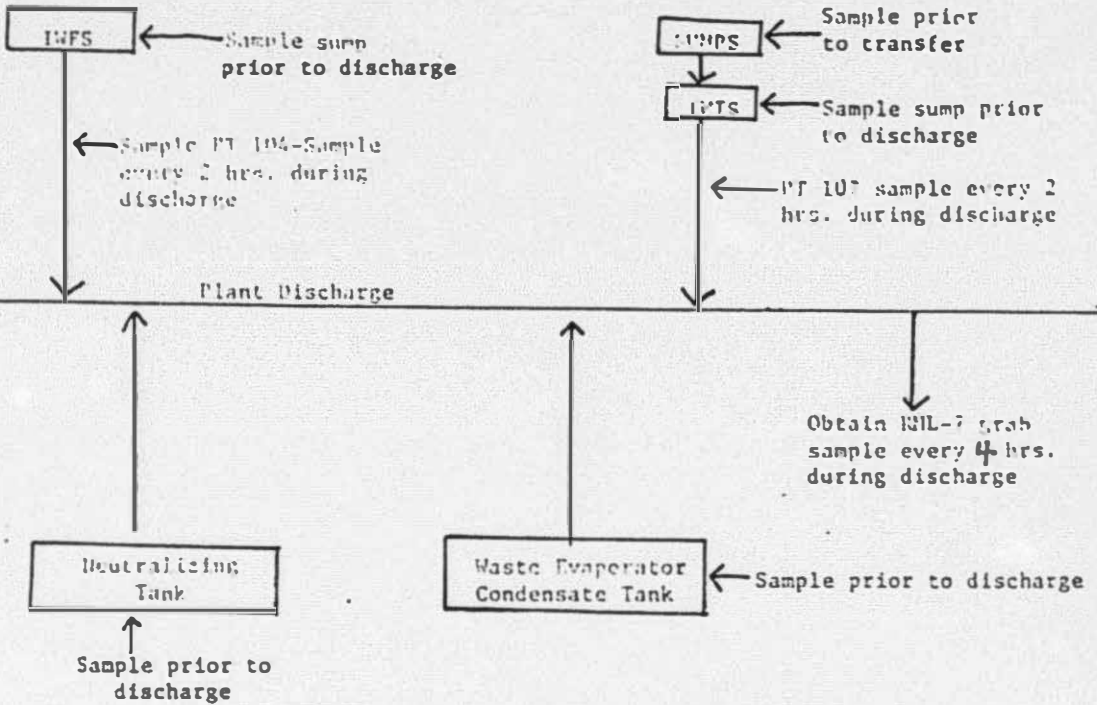 IWFS
Sample sump
prior to discharge
Sample PT 104-Sample
every 2 hrs. during
discharge
Sample prior
to transfer
Sample sump prior
to discharge
PT 107 sample every 2
hrs. during discharge
Plant Discharge
Obtain grab
sample every 4 hrs.
during discharge
Neutralizing
Tank
Sample prior to
discharge
Waste Evaporator
Condensate Tank
Sample prior to discharge